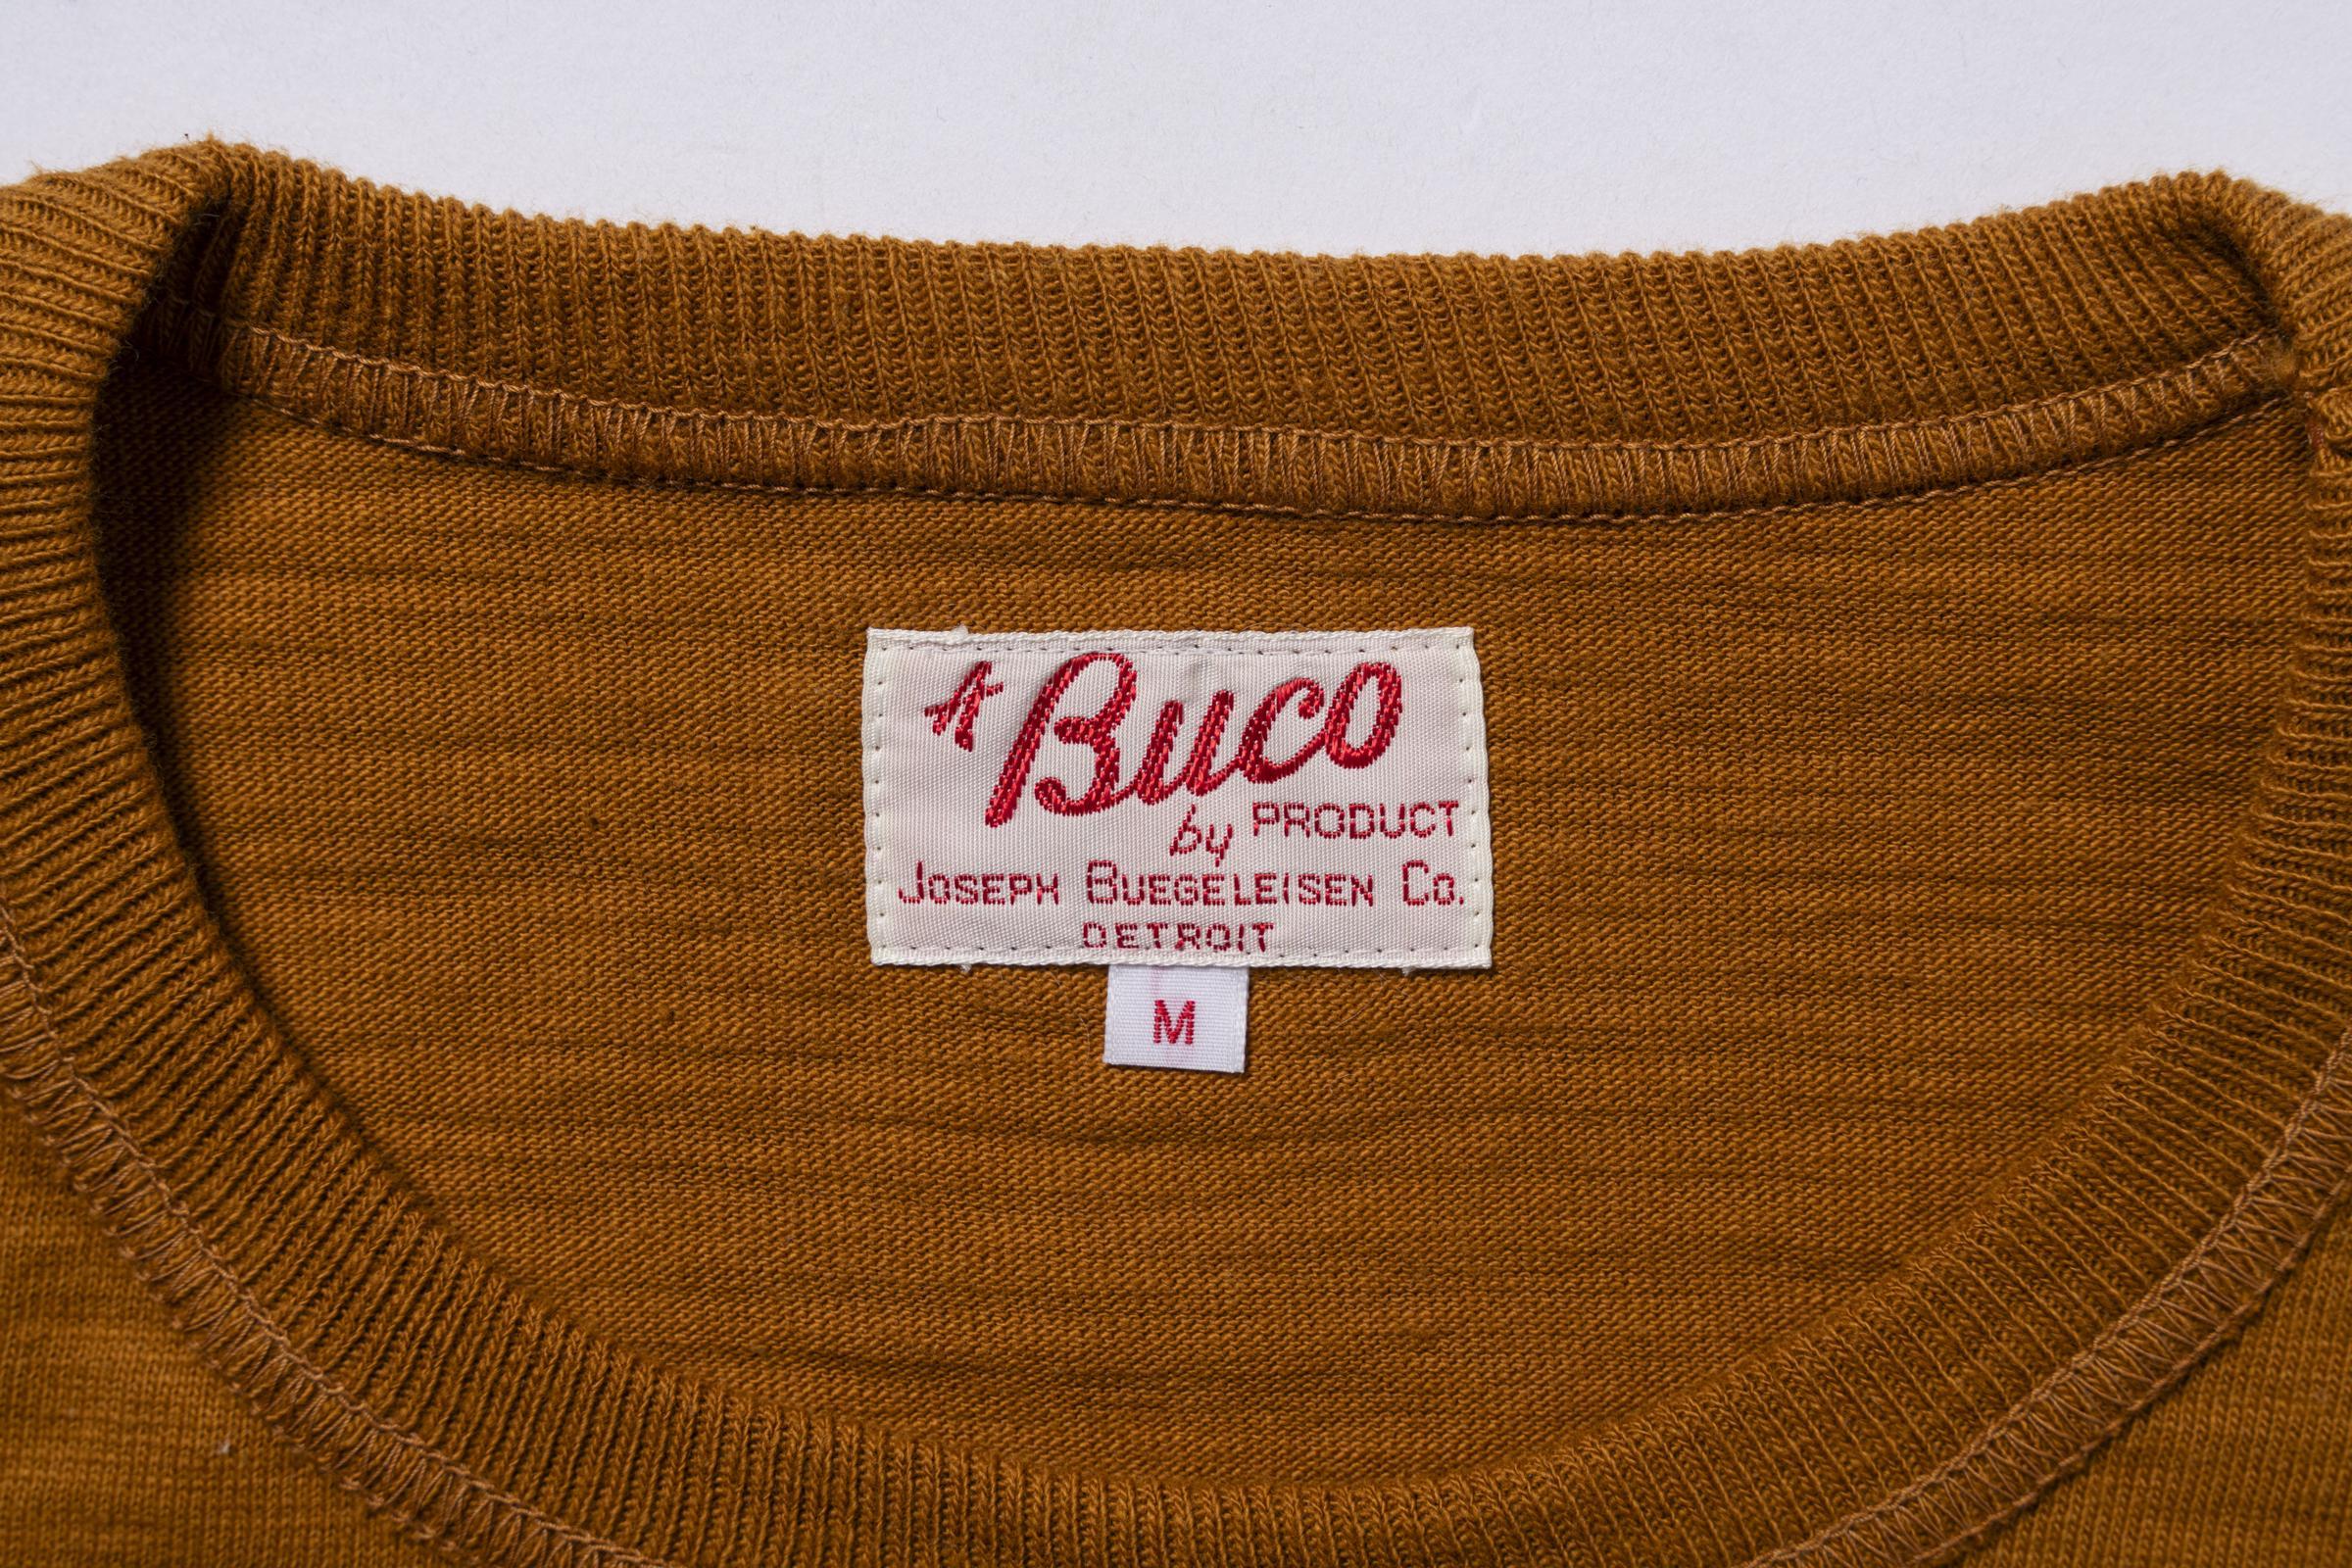 A Buco
by PRODUCT
JOSEPH BUEGELEISEN CO.
DETROIT
M